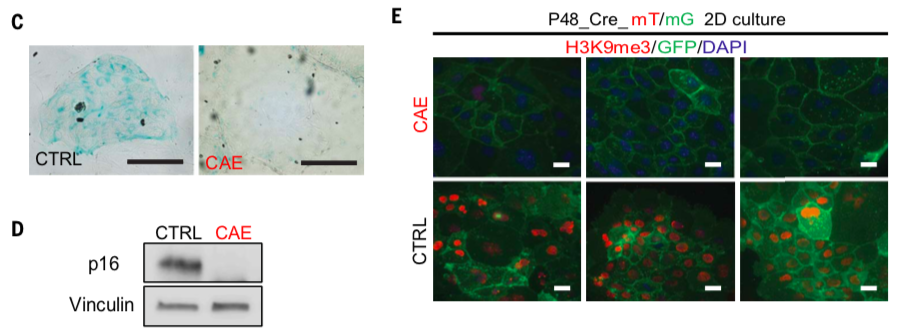 C
CTRL
CAE
D
CTRL CAE
p16
Vinculin
E
P48_Cre_mT/mG 2D culture
H3K9me3/GFP/DAPI
CAE
CTRL